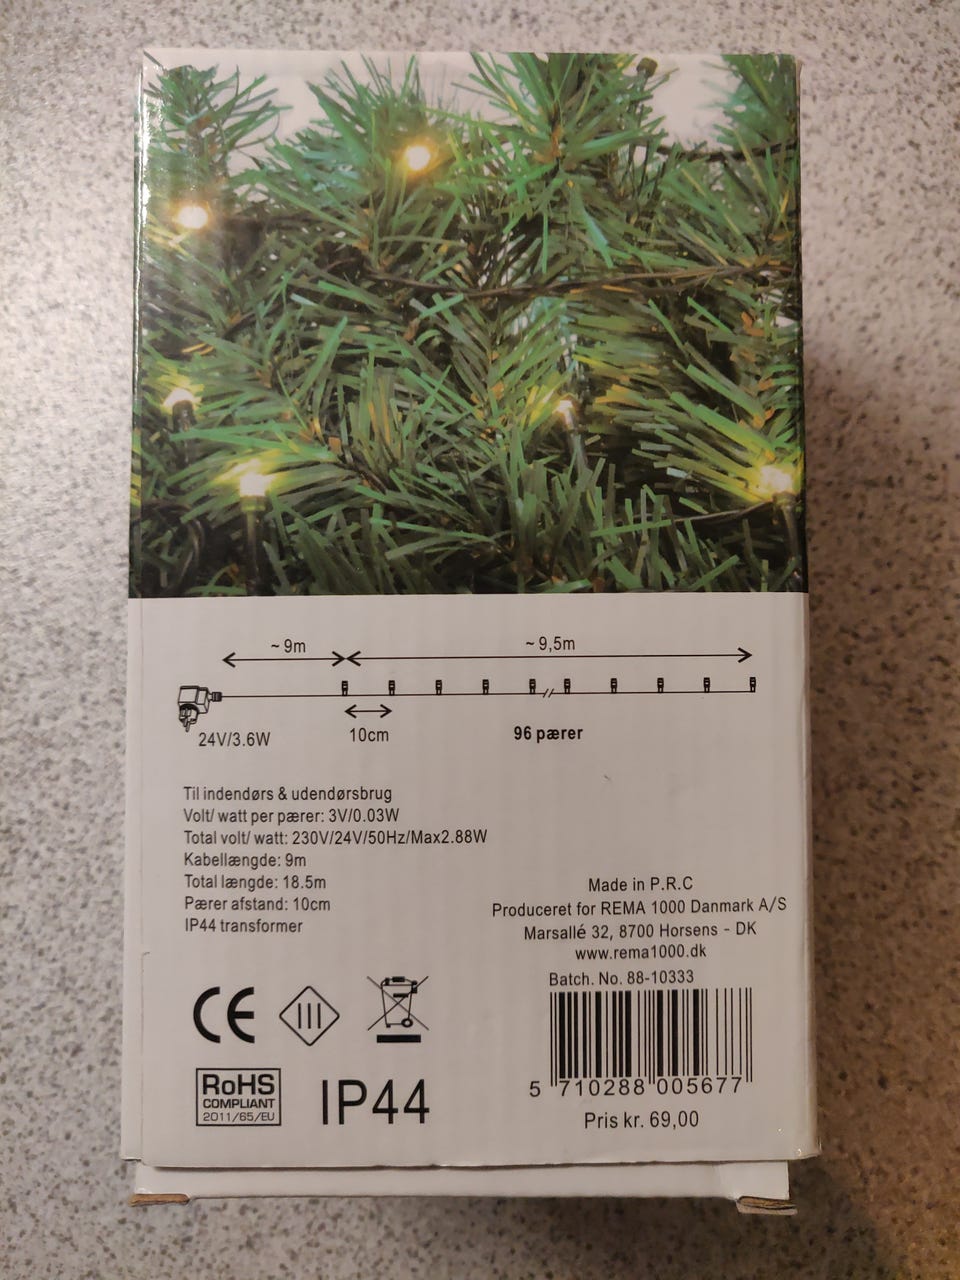 ~ 9m
~ 9,5m
24V/3.6W
10cm
96 pærer
Til indendørs & udendørsbrug
Volt/ watt per pærer: 3V/0.03W
Total volt/ watt: 230V/24V/50Hz/Max2.88W
Kabellængde: 9m
Total længde: 18.5m
Pærer afstand: 10cm
IP44 transformer
Made in P.R.C
Produceret for REMA 1000 Danmark A/S
Marsallé 32, 8700 Horsens - DK
www.rema1000.dk
Batch. No. 88-10333
5 710288 005677
Pris kr. 69,00
CE
III
RoHS
COMPLIANT
2011/65/EU
IP44